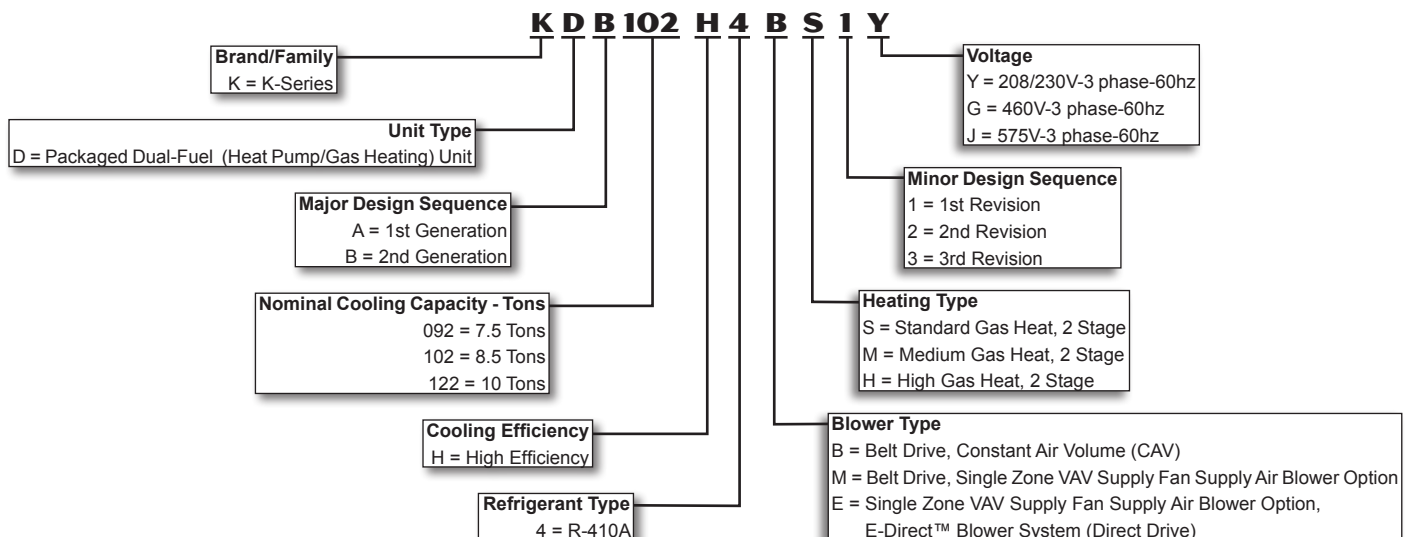 K D B 102 H 4 B S 1 Y
Brand/Family
K = K-Series
Unit Type
D = Packaged Dual-Fuel (Heat Pump/Gas Heating) Unit
Major Design Sequence
A = 1st Generation
B = 2nd Generation
Nominal Cooling Capacity - Tons
092 = 7.5 Tons
102 = 8.5 Tons
122 = 10 Tons
Cooling Efficiency
H = High Efficiency
Refrigerant Type
4 = R-410A
Voltage
Y = 208/230V-3 phase-60hz
G = 460V-3 phase-60hz
J = 575V-3 phase-60hz
Minor Design Sequence
1 = 1st Revision
2 = 2nd Revision
3 = 3rd Revision
Heating Type
S = Standard Gas Heat, 2 Stage
M = Medium Gas Heat, 2 Stage
H = High Gas Heat, 2 Stage
Blower Type
B = Belt Drive, Constant Air Volume (CAV)
M = Belt Drive, Single Zone VAV Supply Fan Supply Air Blower Option
E = Single Zone VAV Supply Fan Supply Air Blower Option,
E-Direct™ Blower System (Direct Drive)